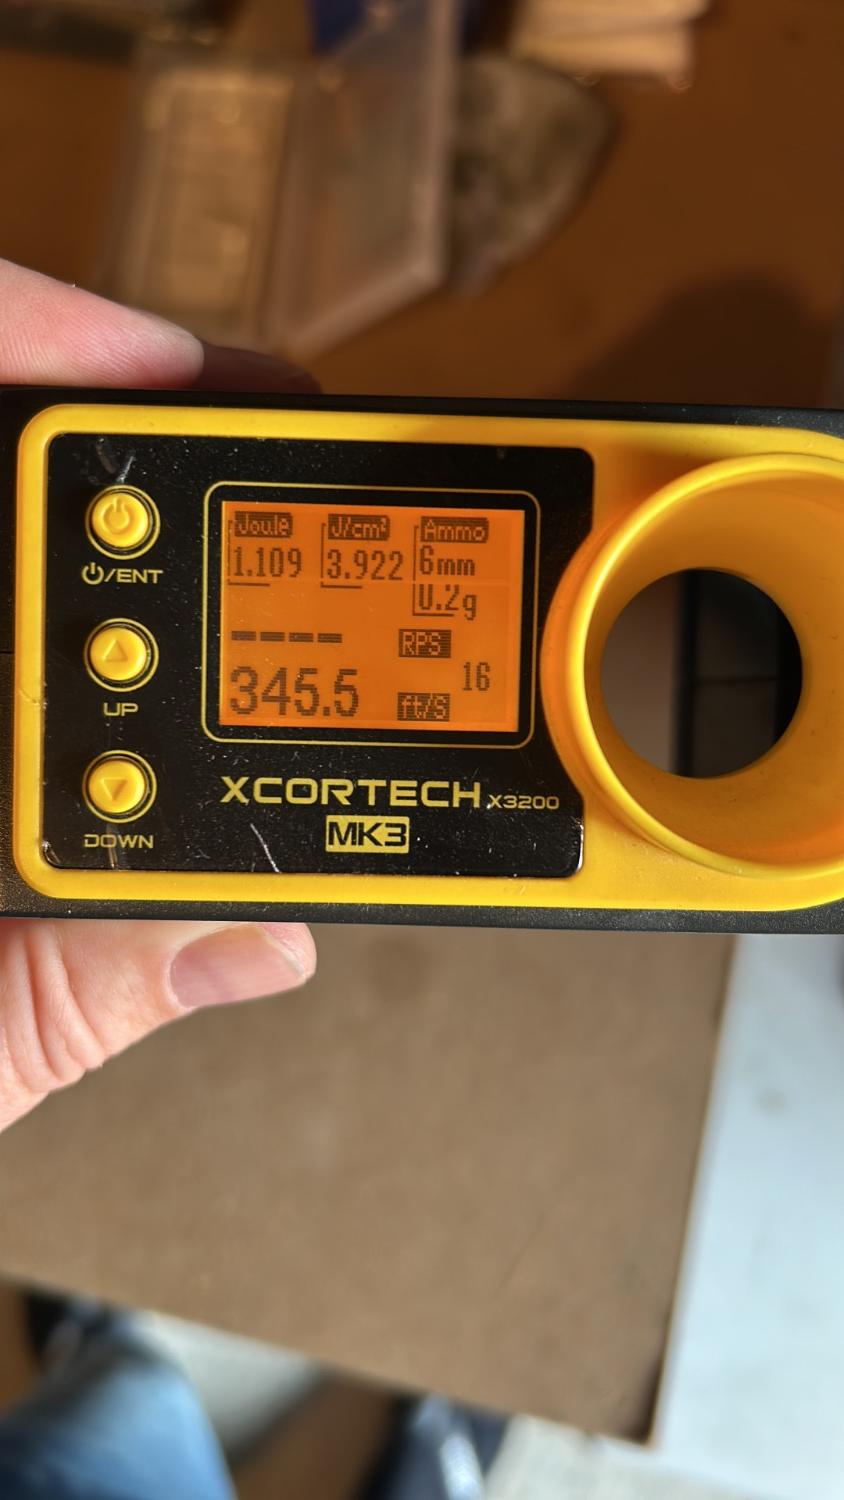 Joule J/cm² Ammo
1.109 3.922 6mm
0.2g
---- RPS
345.5 16
ft/S
⏻/ENT
UP
DOWN
XCORTECH X3200
MK3